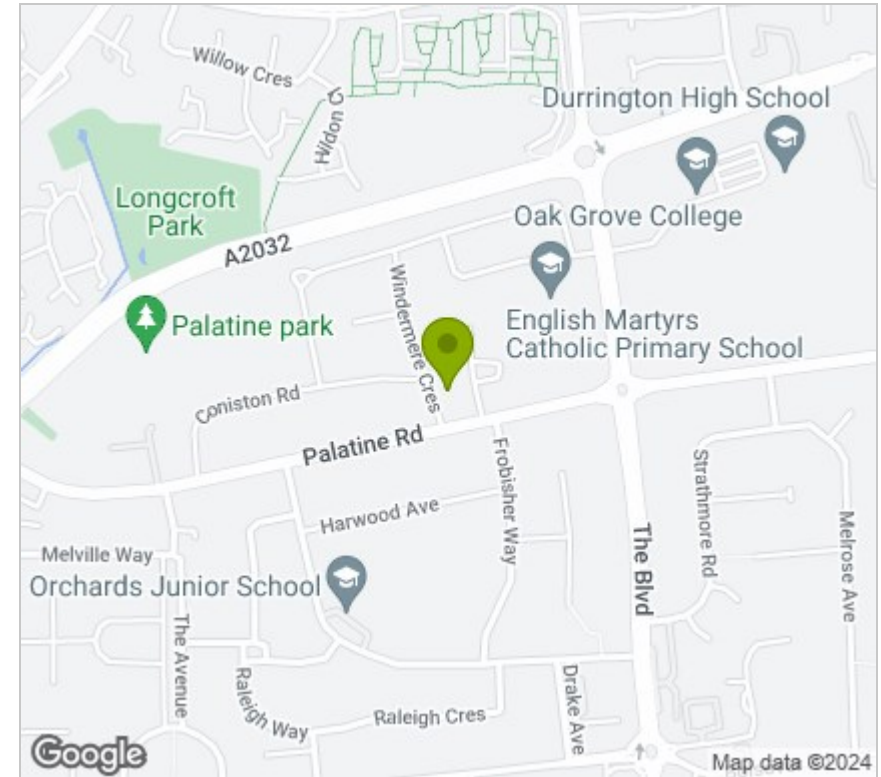 Willow Cres
Hildon Cl
Durrington High School
Longcroft
Park
Oak Grove College
A2032
Windermere Cres
Palatine park
English Martyrs
Catholic Primary School
Coniston Rd
Palatine Rd
Frobisher Way
Strathmore Rd
Harwood Ave
Melrose Ave
The Blvd
Melville Way
Orchards Junior School
The Avenue
Raleigh Way
Raleigh Cres
Drake Ave
Google
Map data ©2024